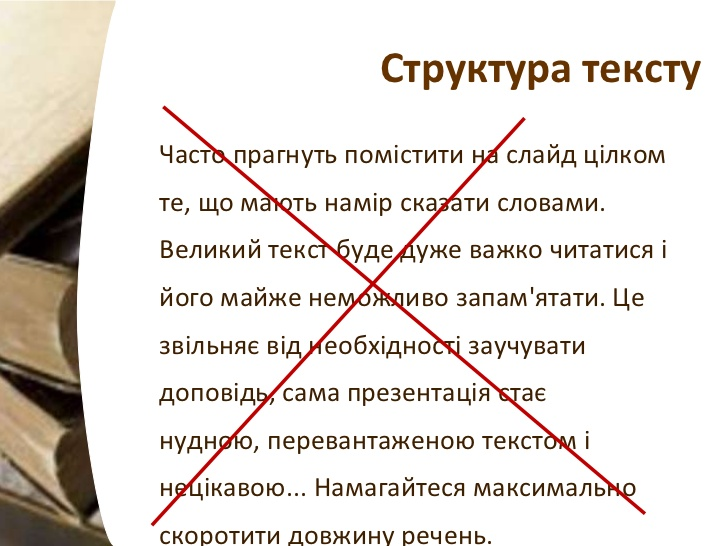 Структура тексту
Часто прагнуть помістити на слайд цілком
те, що мають намір сказати словами.
Великий текст буде дуже важко читатися і
його майже неможливо запам'ятати. Це
звільняє від необхідності заучувати
доповідь, сама презентація стає
нудною, перевантаженою текстом і
нецікавою... Намагайтеся максимально
скоротити довжину речень.